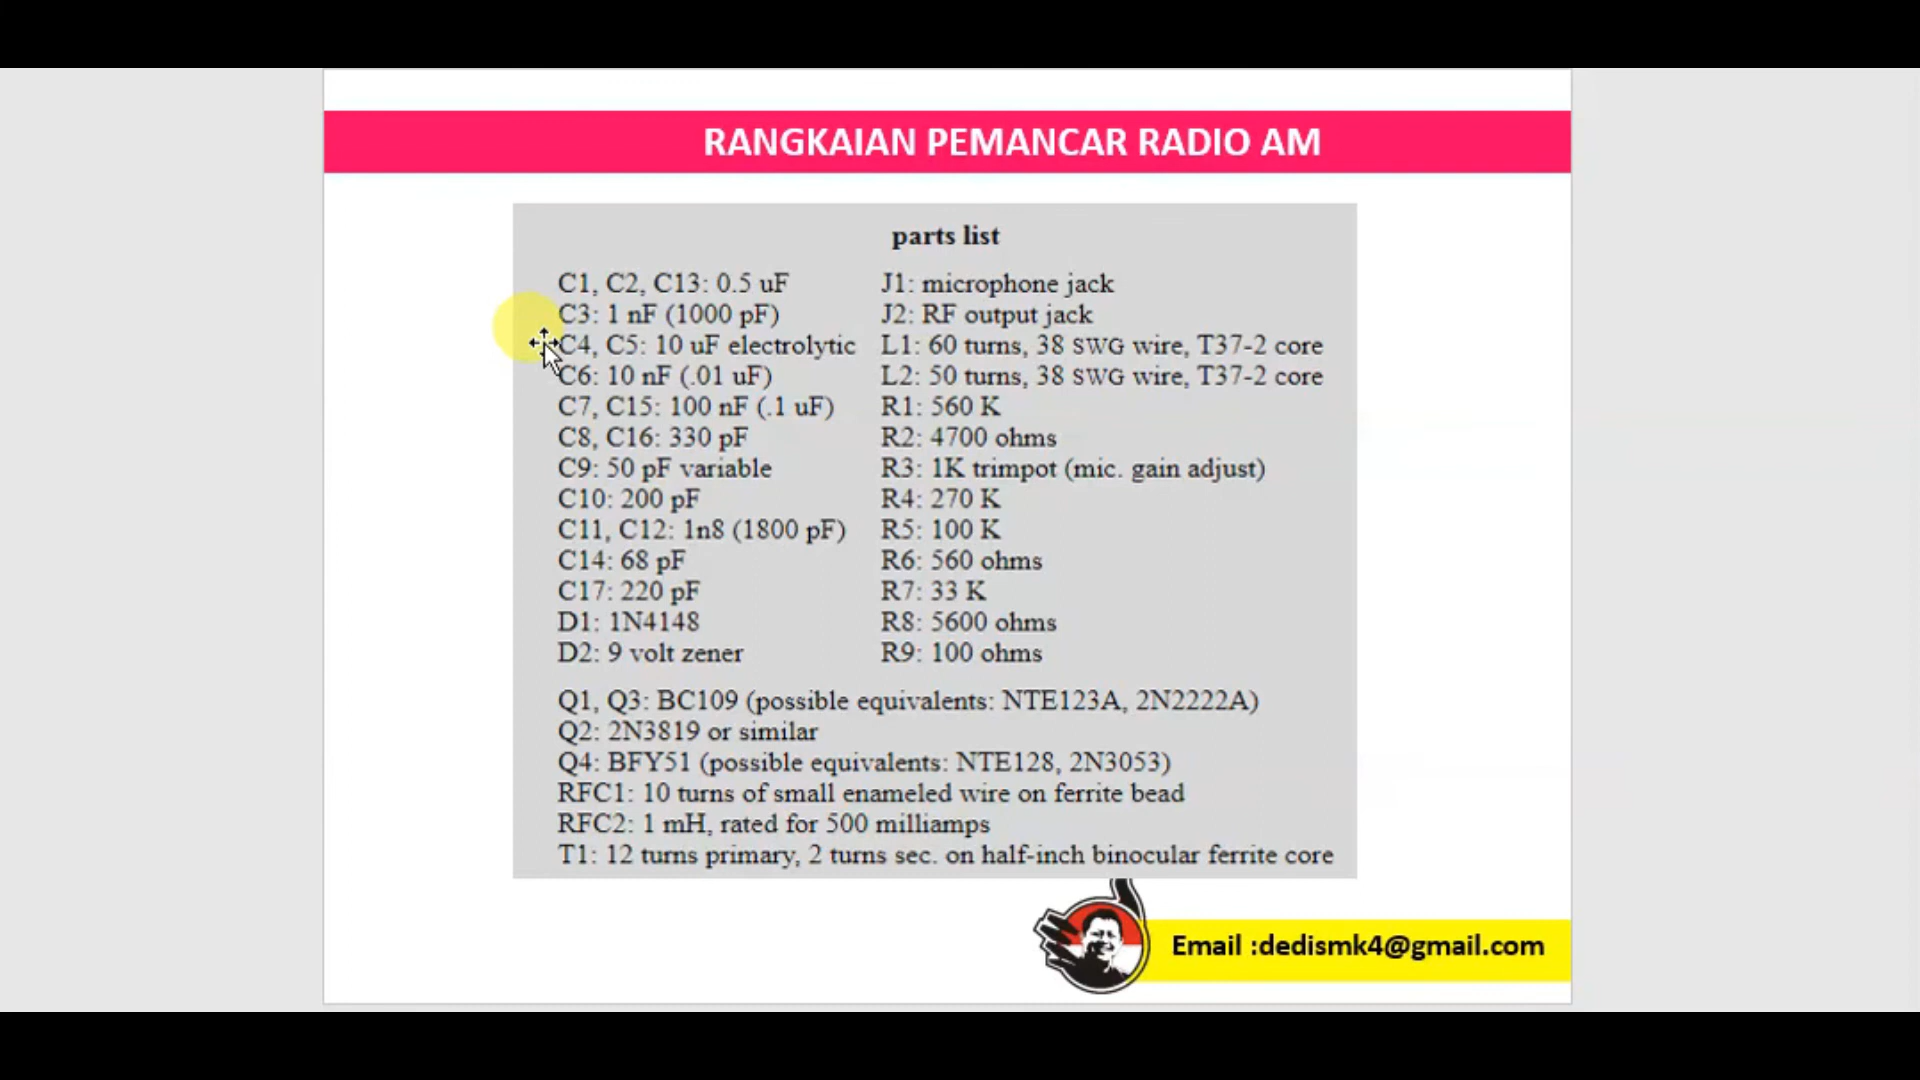 RANGKAIAN PEMANCAR RADIO AM
parts list
C1, C2, C13: 0.5 uF
C3: 1 nF (1000 pF)
C4, C5: 10 uF electrolytic
C6: 10 nF (.01 uF)
C7, C15: 100 nF (.1 uF)
C8, C16: 330 pF
C9: 50 pF variable
C10: 200 pF
C11, C12: 1n8 (1800 pF)
C14: 68 pF
C17: 220 pF
D1: 1N4148
D2: 9 volt zener
J1: microphone jack
J2: RF output jack
L1: 60 turns, 38 SWG wire, T37-2 core
L2: 50 turns, 38 SWG wire, T37-2 core
R1: 560 K
R2: 4700 ohms
R3: 1K trimpot (mic. gain adjust)
R4: 270 K
R5: 100 K
R6: 560 ohms
R7: 33 K
R8: 5600 ohms
R9: 100 ohms
Q1, Q3: BC109 (possible equivalents: NTE123A, 2N2222A)
Q2: 2N3819 or similar
Q4: BFY51 (possible equivalents: NTE128, 2N3053)
RFC1: 10 turns of small enameled wire on ferrite bead
RFC2: 1 mH, rated for 500 milliamps
T1: 12 turns primary, 2 turns sec. on half-inch binocular ferrite core
Email :dedismk4@gmail.com